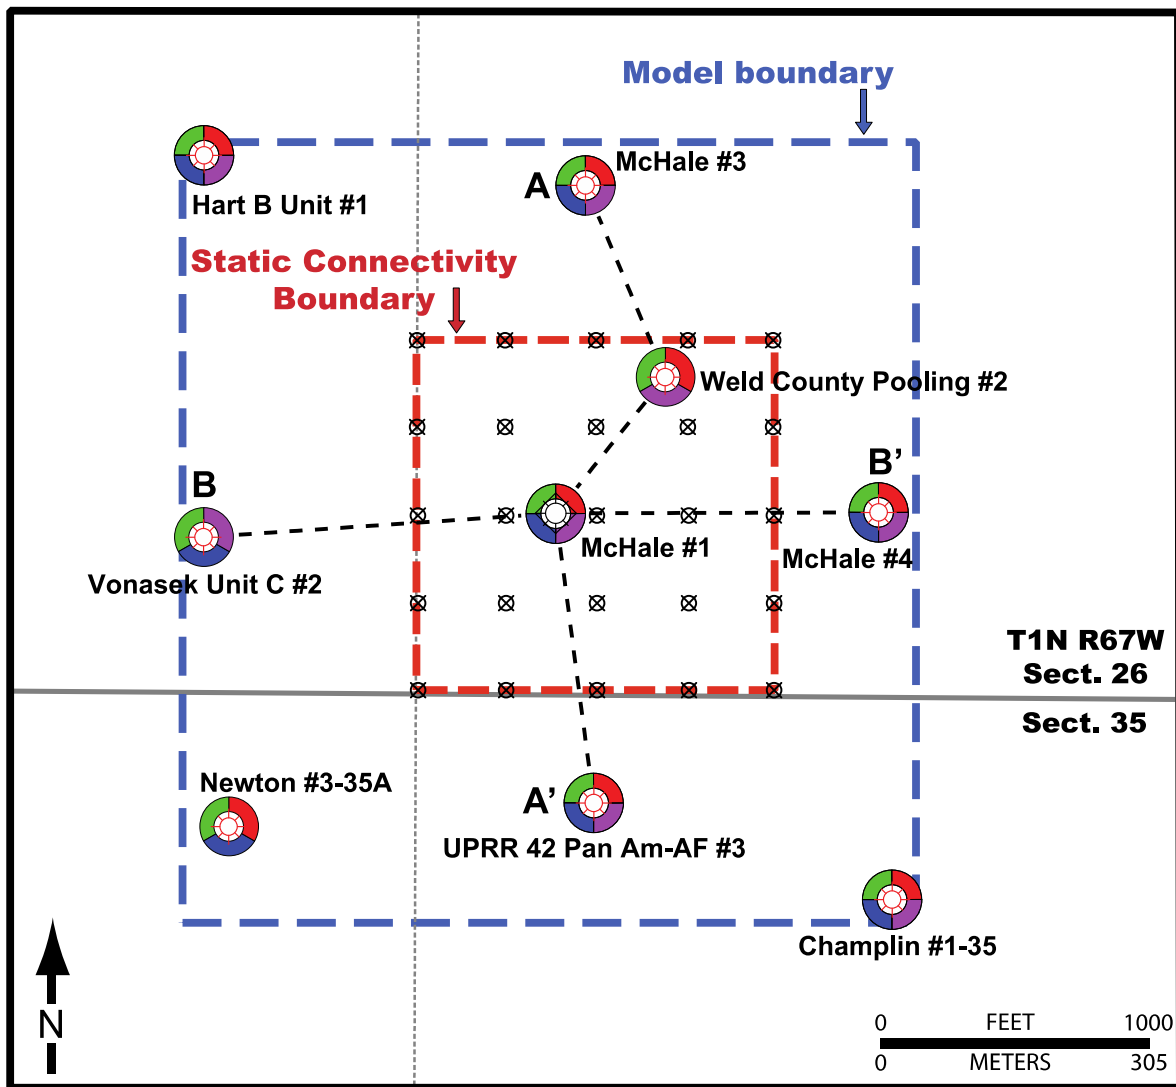 Model boundary
McHale #3
A
Hart B Unit #1
Static Connectivity
Boundary
Weld County Pooling #2
B
B’
McHale #1
McHale #4
Vonasek Unit C #2
T1N R67W
Sect. 26
Sect. 35
Newton #3-35A
A’
UPRR 42 Pan Am-AF #3
Champlin #1-35
N
0 FEET 1000
0 METERS 305